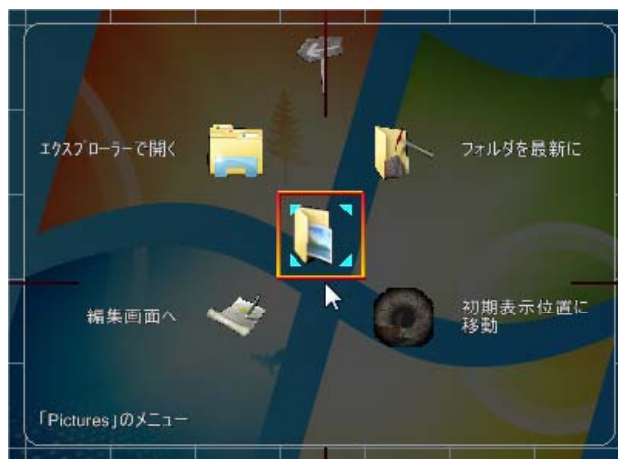 エクスプローラーで開く
フォルダを最新に
編集画面へ
初期表示位置に
移動
「Pictures」のメニュー